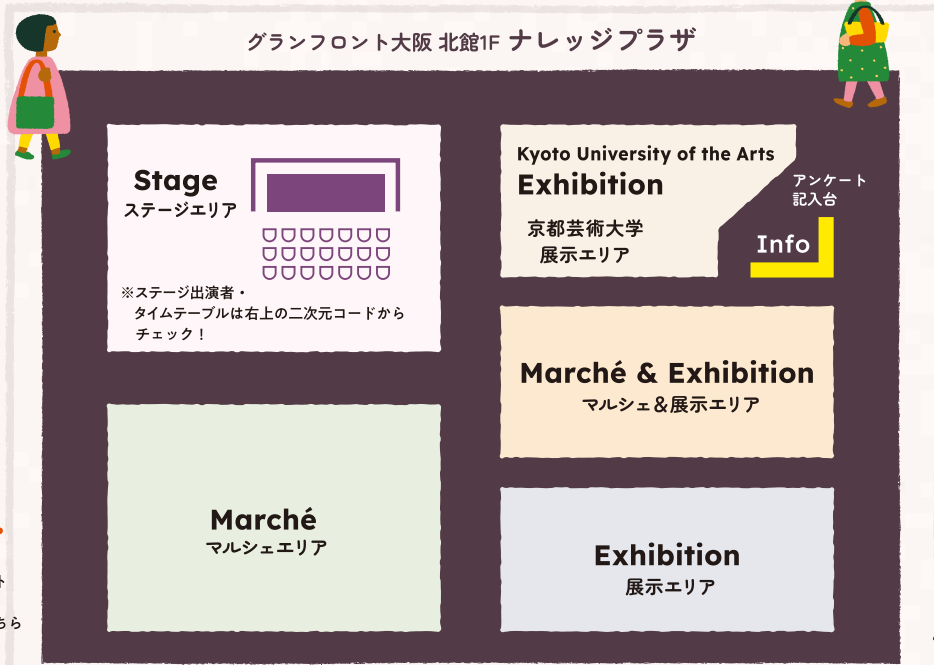 グランフロント大阪 北館1F ナレッジプラザ
Stage
ステージエリア
※ステージ出演者・
タイムテーブルは右上の二次元コードから
チェック！
Kyoto University of the Arts
Exhibition
京都芸術大学
展示エリア
アンケート
記入台
Info
Marché & Exhibition
マルシェ&展示エリア
Marché
マルシェエリア
Exhibition
展示エリア
ト
ちら